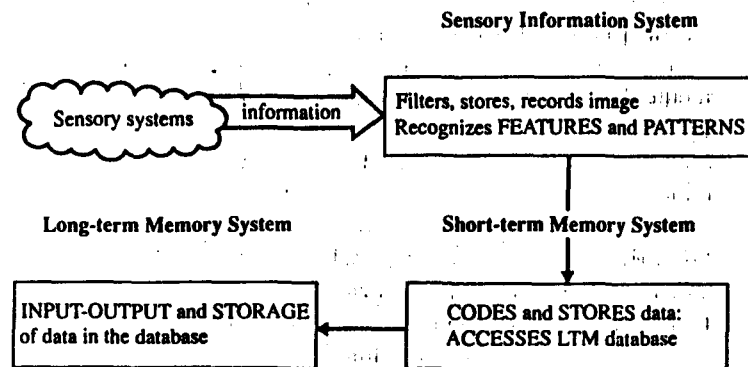 Sensory Information System
Sensory systems
information
Filters, stores, records image
Recognizes FEATURES and PATTERNS
Long-term Memory System
Short-term Memory System
INPUT-OUTPUT and STORAGE
of data in the database
CODES and STORES data:
ACCESSES LTM database